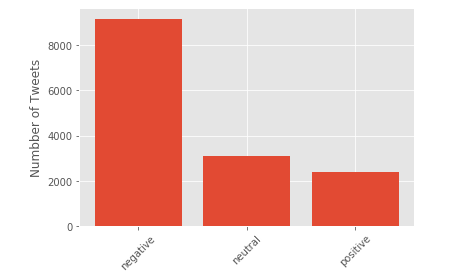 Numbber of Tweets
8000
6000
4000
2000
0
negative
neutral
positive